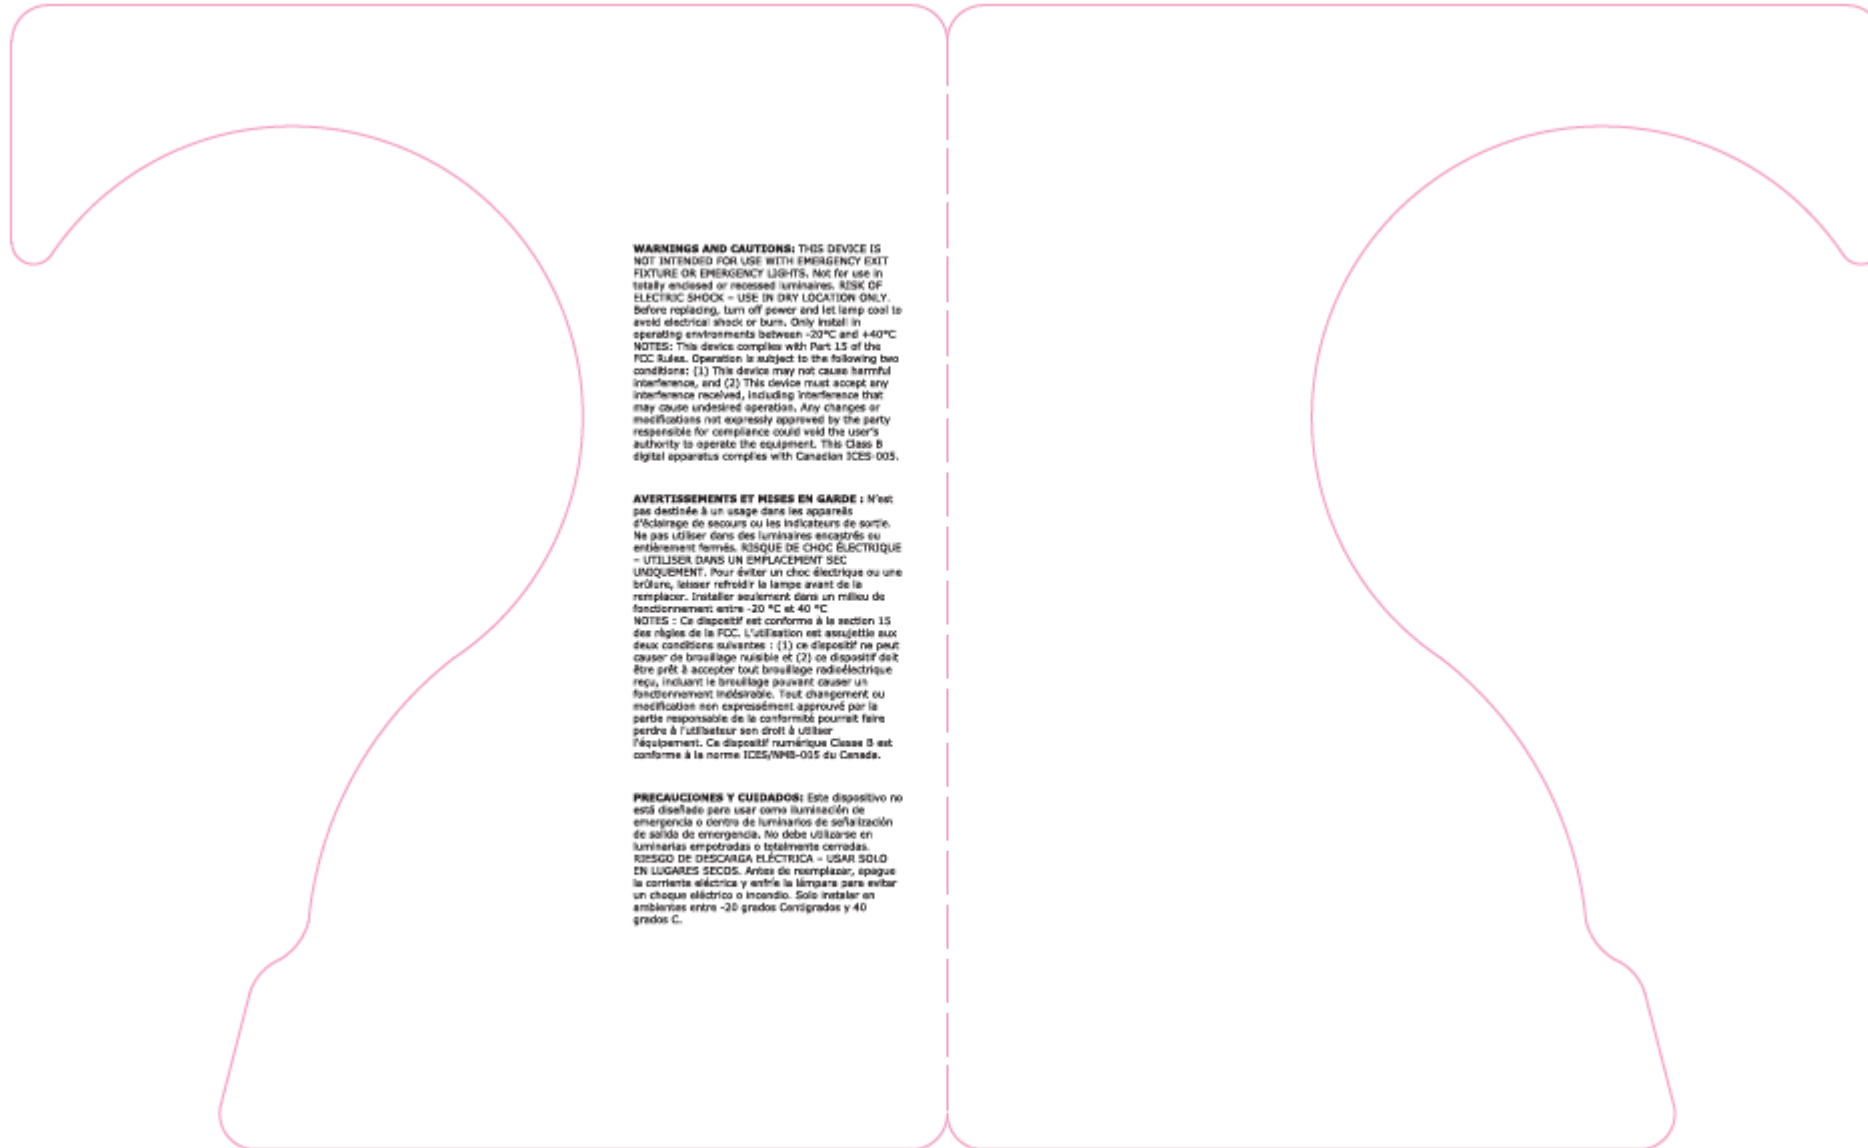 WARNINGS AND CAUTIONS: THIS DEVICE IS
NOT INTENDED FOR USE WITH EMERGENCY EXIT
FIXTURE OR EMERGENCY LIGHTS. Not for use in
totally enclosed or recessed luminaires. RISK OF
ELECTRIC SHOCK – USE IN DRY LOCATION ONLY.
Before replacing, turn off power and let lamp cool to
avoid electrical shock or burn. Only install in
operating environments between -20°C and +40°C
NOTES: This device complies with Part 15 of the
FCC Rules. Operation is subject to the following two
conditions: (1) This device may not cause harmful
interference, and (2) This device must accept any
interference received, including interference that
may cause undesired operation. Any changes or
modifications not expressly approved by the party
responsible for compliance could void the user's
authority to operate the equipment. This Class B
digital apparatus complies with Canadian ICES-005.
AVERTISSEMENTS ET MISES EN GARDE : N'est
pas destinée à un usage dans les appareils
d'éclairage de secours ou les indicateurs de sortie.
Ne pas utiliser dans des luminaires encastrés ou
entièrement fermés. RISQUE DE CHOC ÉLECTRIQUE
– UTILISER DANS UN EMPLACEMENT SEC
UNIQUEMENT. Pour éviter un choc électrique ou une
brûlure, laisser refroidir la lampe avant de la
remplacer. Installer seulement dans un milieu de
fonctionnement entre -20 °C et 40 °C
NOTES : Ce dispositif est conforme à la section 15
des règles de la FCC. L'utilisation est assujettie aux
deux conditions suivantes : (1) ce dispositif ne peut
causer de brouillage nuisible et (2) ce dispositif doit
être prêt à accepter tout brouillage radioélectrique
reçu, incluant le brouillage pouvant causer un
fonctionnement indésirable. Tout changement ou
modification non expressément approuvé par la
partie responsable de la conformité pourrait faire
perdre à l'utilisateur son droit à utiliser
l'équipement. Ce dispositif numérique Classe B est
conforme à la norme ICES/NMB-005 du Canada.
PRECAUCIONES Y CUIDADOS: Este dispositivo no
está diseñado para usar como iluminación de
emergencia o dentro de luminarios de señalización
de salida de emergencia. No debe utilizarse en
luminarias empotradas o totalmente cerradas.
RIESGO DE DESCARGA ELÉCTRICA – USAR SOLO
EN LUGARES SECOS. Antes de reemplazar, apague
la corriente eléctrica y enfríe la lámpara para evitar
un choque eléctrico o incendio. Solo instalar en
ambientes entre -20 grados Centigrados y 40
grados C.